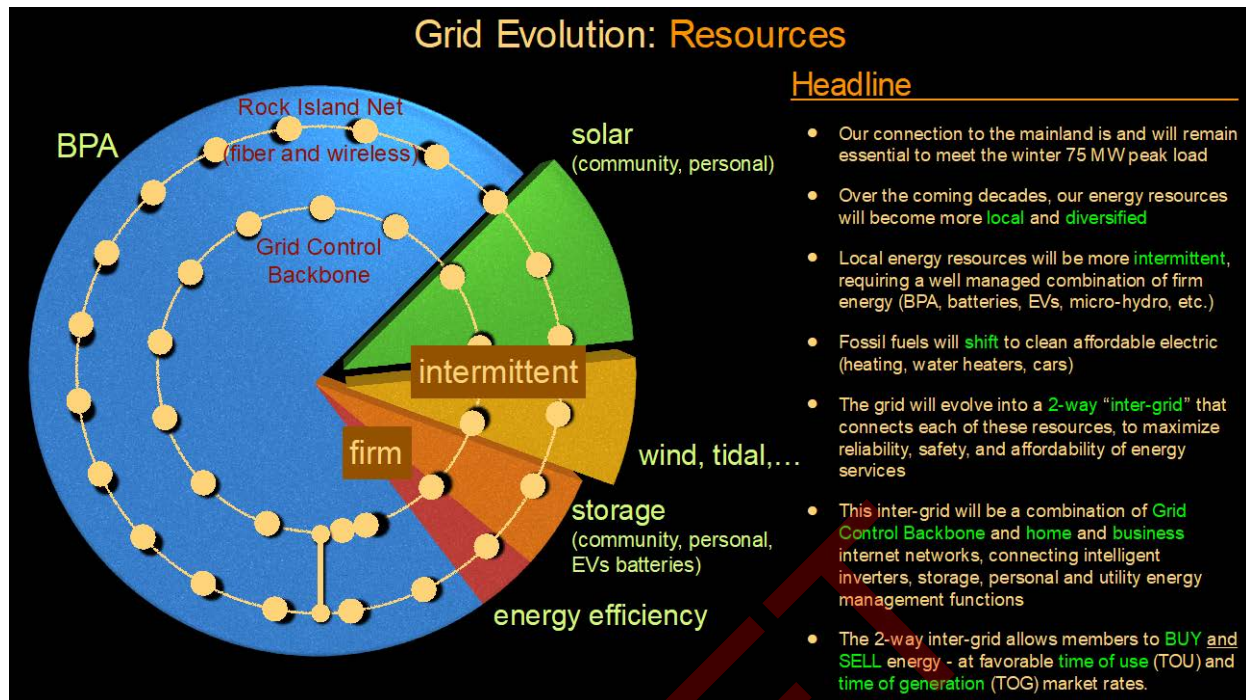 Grid Evolution: Resources
BPA
Rock Island Net
(fiber and wireless)
Grid Control
Backbone
solar
(community, personal)
intermittent
firm
wind, tidal,...
storage
(community, personal,
EVs batteries)
energy efficiency
Headline
• Our connection to the mainland is and will remain
essential to meet the winter 75 MW peak load
• Over the coming decades, our energy resources
will become more local and diversified
• Local energy resources will be more intermittent,
requiring a well managed combination of firm
energy (BPA, batteries, EVs, micro-hydro, etc.)
• Fossil fuels will shift to clean affordable electric
(heating, water heaters, cars)
• The grid will evolve into a 2-way “inter-grid” that
connects each of these resources, to maximize
reliability, safety, and affordability of energy
services
• This inter-grid will be a combination of Grid
Control Backbone and home and business
internet networks, connecting intelligent
inverters, storage, personal and utility energy
management functions
• The 2-way inter-grid allows members to BUY and
SELL energy - at favorable time of use (TOU) and
time of generation (TOG) market rates.